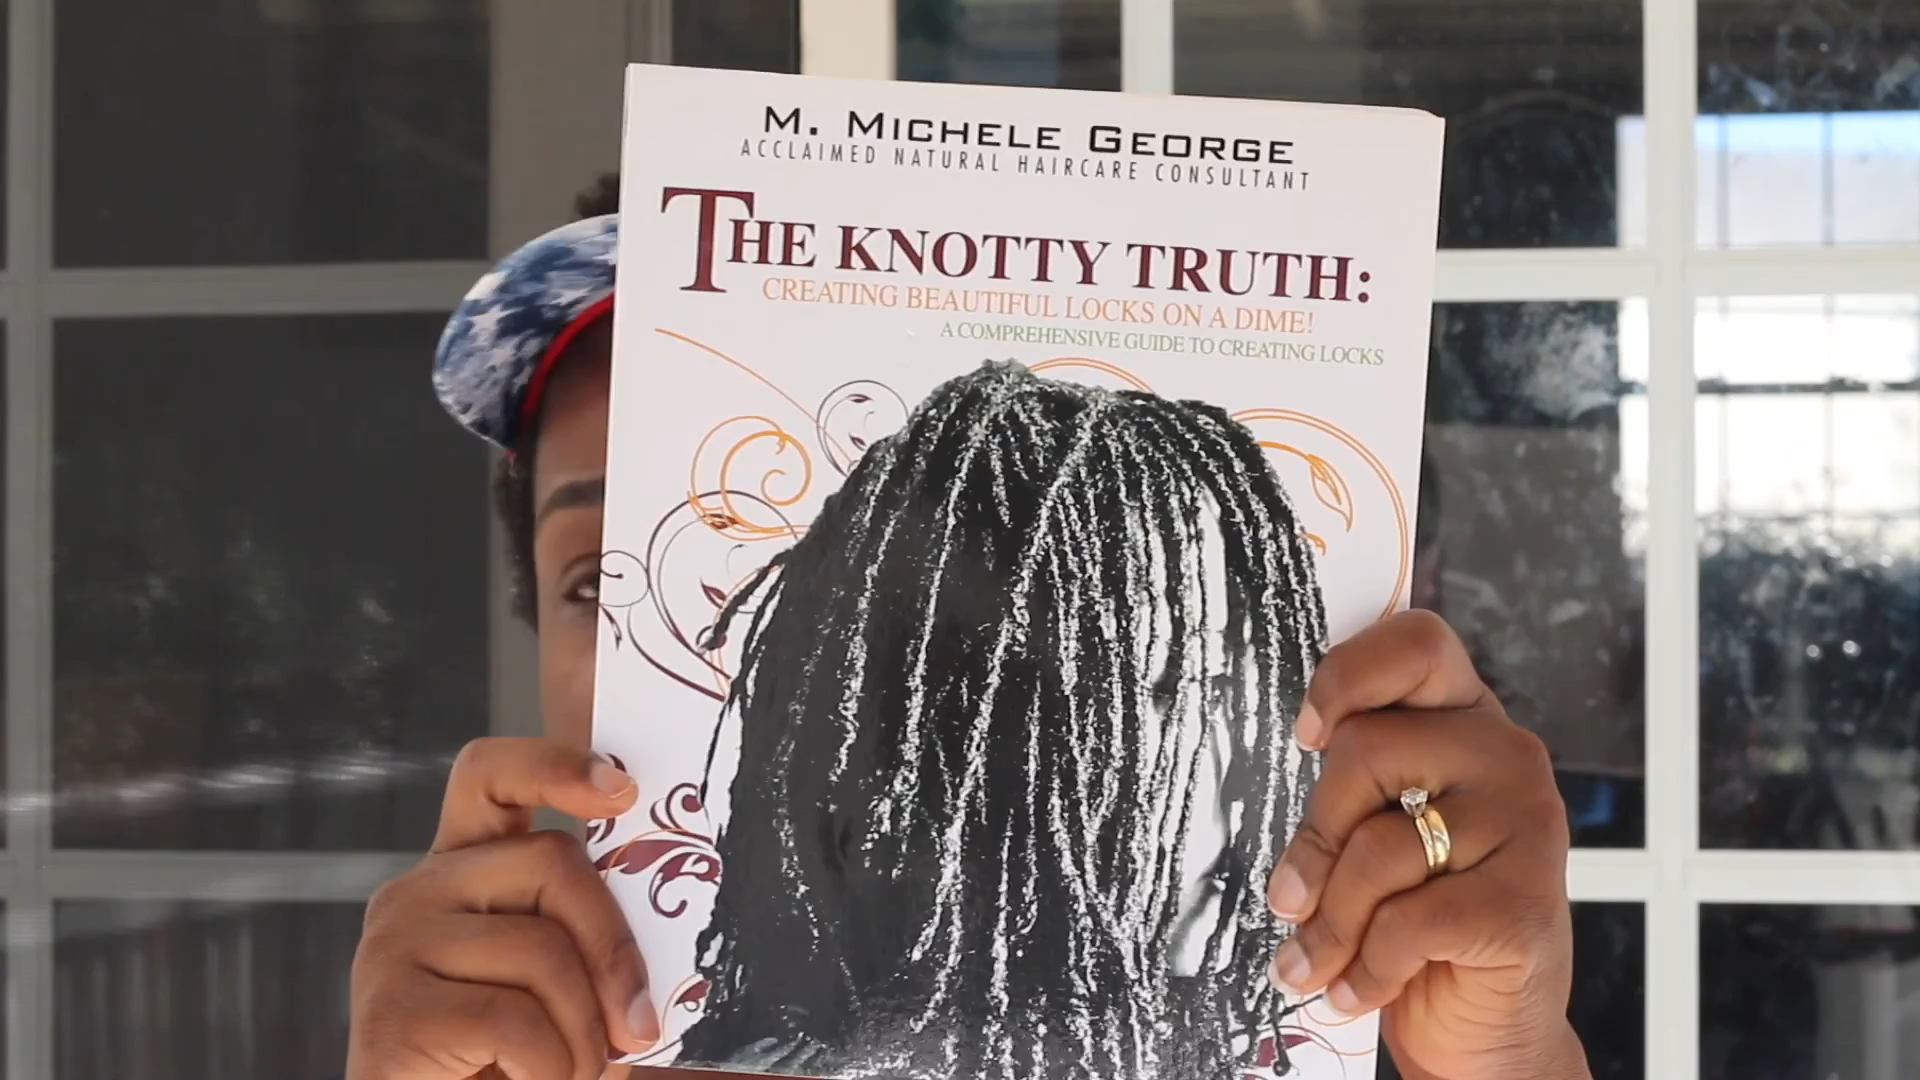 M. MICHELE GEORGE
ACCLAIMED NATURAL HAIRCARE CONSULTANT
THE KNOTTY TRUTH:
CREATING BEAUTIFUL LOCKS ON A DIME!
A COMPREHENSIVE GUIDE TO CREATING LOCKS